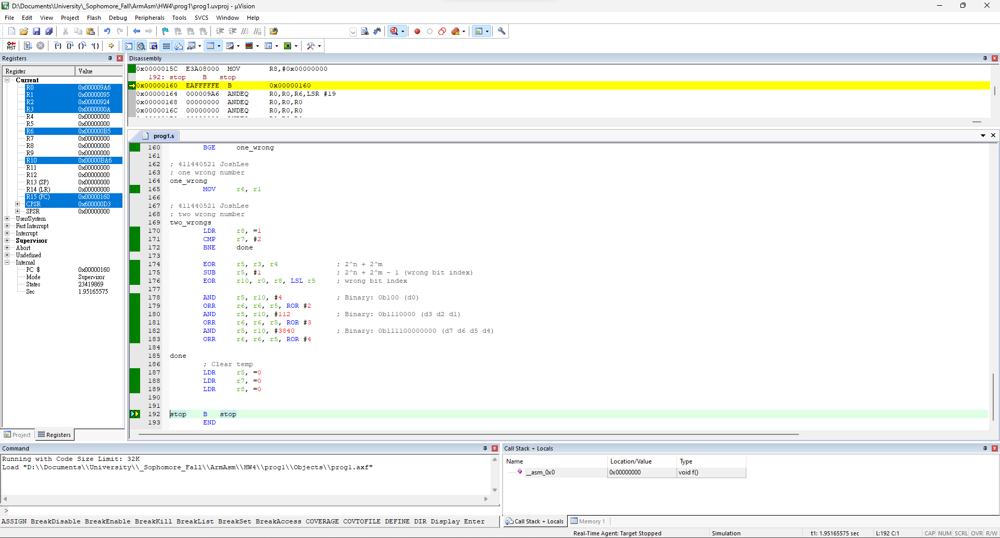 D:\Documents\University\_Sophomore_Fall\ArmAsm\HW4\prog1\prog1.uvproj - µVision
File Edit View Project Flash Debug Peripherals Tools SVCS Window Help
Registers
Register Value
Current
R0 0x000009A6
R1 0x00000095
R2 0x00000924
R3 0x0000000A
R4 0x00000000
R5 0x00000000
R6 0x000000B5
R7 0x00000000
R8 0x00000000
R9 0x00000000
R10 0x00000BA6
R11 0x00000000
R12 0x00000000
R13 (SP) 0x00000000
R14 (LR) 0x00000000
R15 (PC) 0x00000160
CPSR 0x600000D3
SPSR 0x00000000
User/System
Fast Interrupt
Interrupt
Supervisor
Abort
Undefined
Internal
PC $ 0x00000160
Mode Supervisor
States 23419869
Sec 1.95165575
Project Registers
Disassembly
0x0000015C E3A08000 MOV R8,#0x00000000
192: stop B stop
0x00000160 EAFFFFFE B 0x00000160
0x00000164 000009A6 ANDEQ R0,R0,R6,LSR #19
0x00000168 00000000 ANDEQ R0,R0,R0
0x0000016C 00000000 ANDEQ R0,R0,R0
prog1.s
160 BGE one_wrong
161
162 ; 411440521 JoshLee
163 ; one wrong number
164 one_wrong
165 MOV r6, r1
166
167 ; 411440521 JoshLee
168 ; two wrong number
169 two_wrongs
170 LDR r8, =1
171 CMP r7, #2
172 BNE done
173
174 EOR r5, r3, r4 ; 2^n + 2^m
175 SUB r5, #1 ; 2^n + 2^m - 1 (wrong bit index)
176 EOR r10, r0, r8, LSL r5 ; wrong bit index
177
178 AND r5, r10, #4 ; Binary: 0b100 (d0)
179 ORR r6, r6, r5, ROR #2
180 AND r5, r10, #112 ; Binary: 0b1110000 (d3 d2 d1)
181 ORR r6, r6, r5, ROR #3
182 AND r5, r10, #3840 ; Binary: 0b111100000000 (d7 d6 d5 d4)
183 ORR r6, r6, r5, ROR #4
184
185 done
186 ; Clear temp
187 LDR r5, =0
188 LDR r7, =0
189 LDR r8, =0
190
191
192 stop B stop
193 END
Command
Running with Code Size Limit: 32K
Load "D:\\Documents\\University\\_Sophomore_Fall\\ArmAsm\\HW4\\prog1\\Objects\\prog1.axf"
>
ASSIGN BreakDisable BreakEnable BreakKill BreakList BreakSet BreakAccess COVERAGE COVTOFILE DEFINE DIR Display Enter
Call Stack + Locals
Name Location/Value Type
__asm_0x0 0x00000000 void f()
Call Stack + Locals Memory 1
Real-Time Agent: Target Stopped Simulation t1: 1.95165575 sec L:192 C:1 CAP NUM SCRL OVR R/W